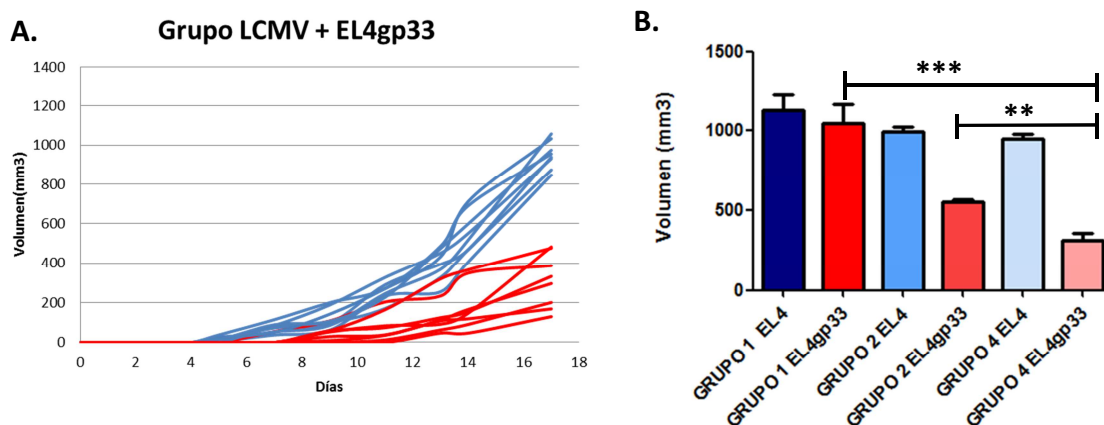 A.
Grupo LCMV + EL4gp33
1400
1200
1000
800
600
400
200
0
Volumen(mm3)
0 2 4 6 8 10 12 14 16 18
Días
B.
1500
1000
500
0
Volumen (mm3)
***
**
GRUPO 1 EL4
GRUPO 1 EL4gp33
GRUPO 2 EL4
GRUPO 2 EL4gp33
GRUPO 4 EL4
GRUPO 4 EL4gp33